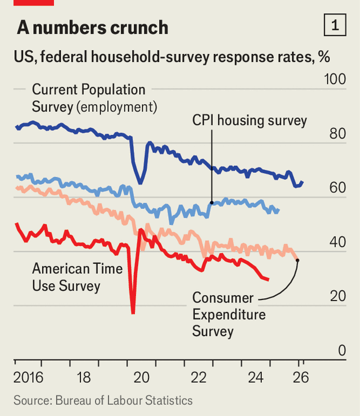 A numbers crunch
1
US, federal household-survey response rates, %
100
Current Population
Survey (employment)
CPI housing survey
80
60
40
American Time
Use Survey
Consumer
Expenditure
Survey
20
0
2016 18 20 22 24 26
Source: Bureau of Labour Statistics